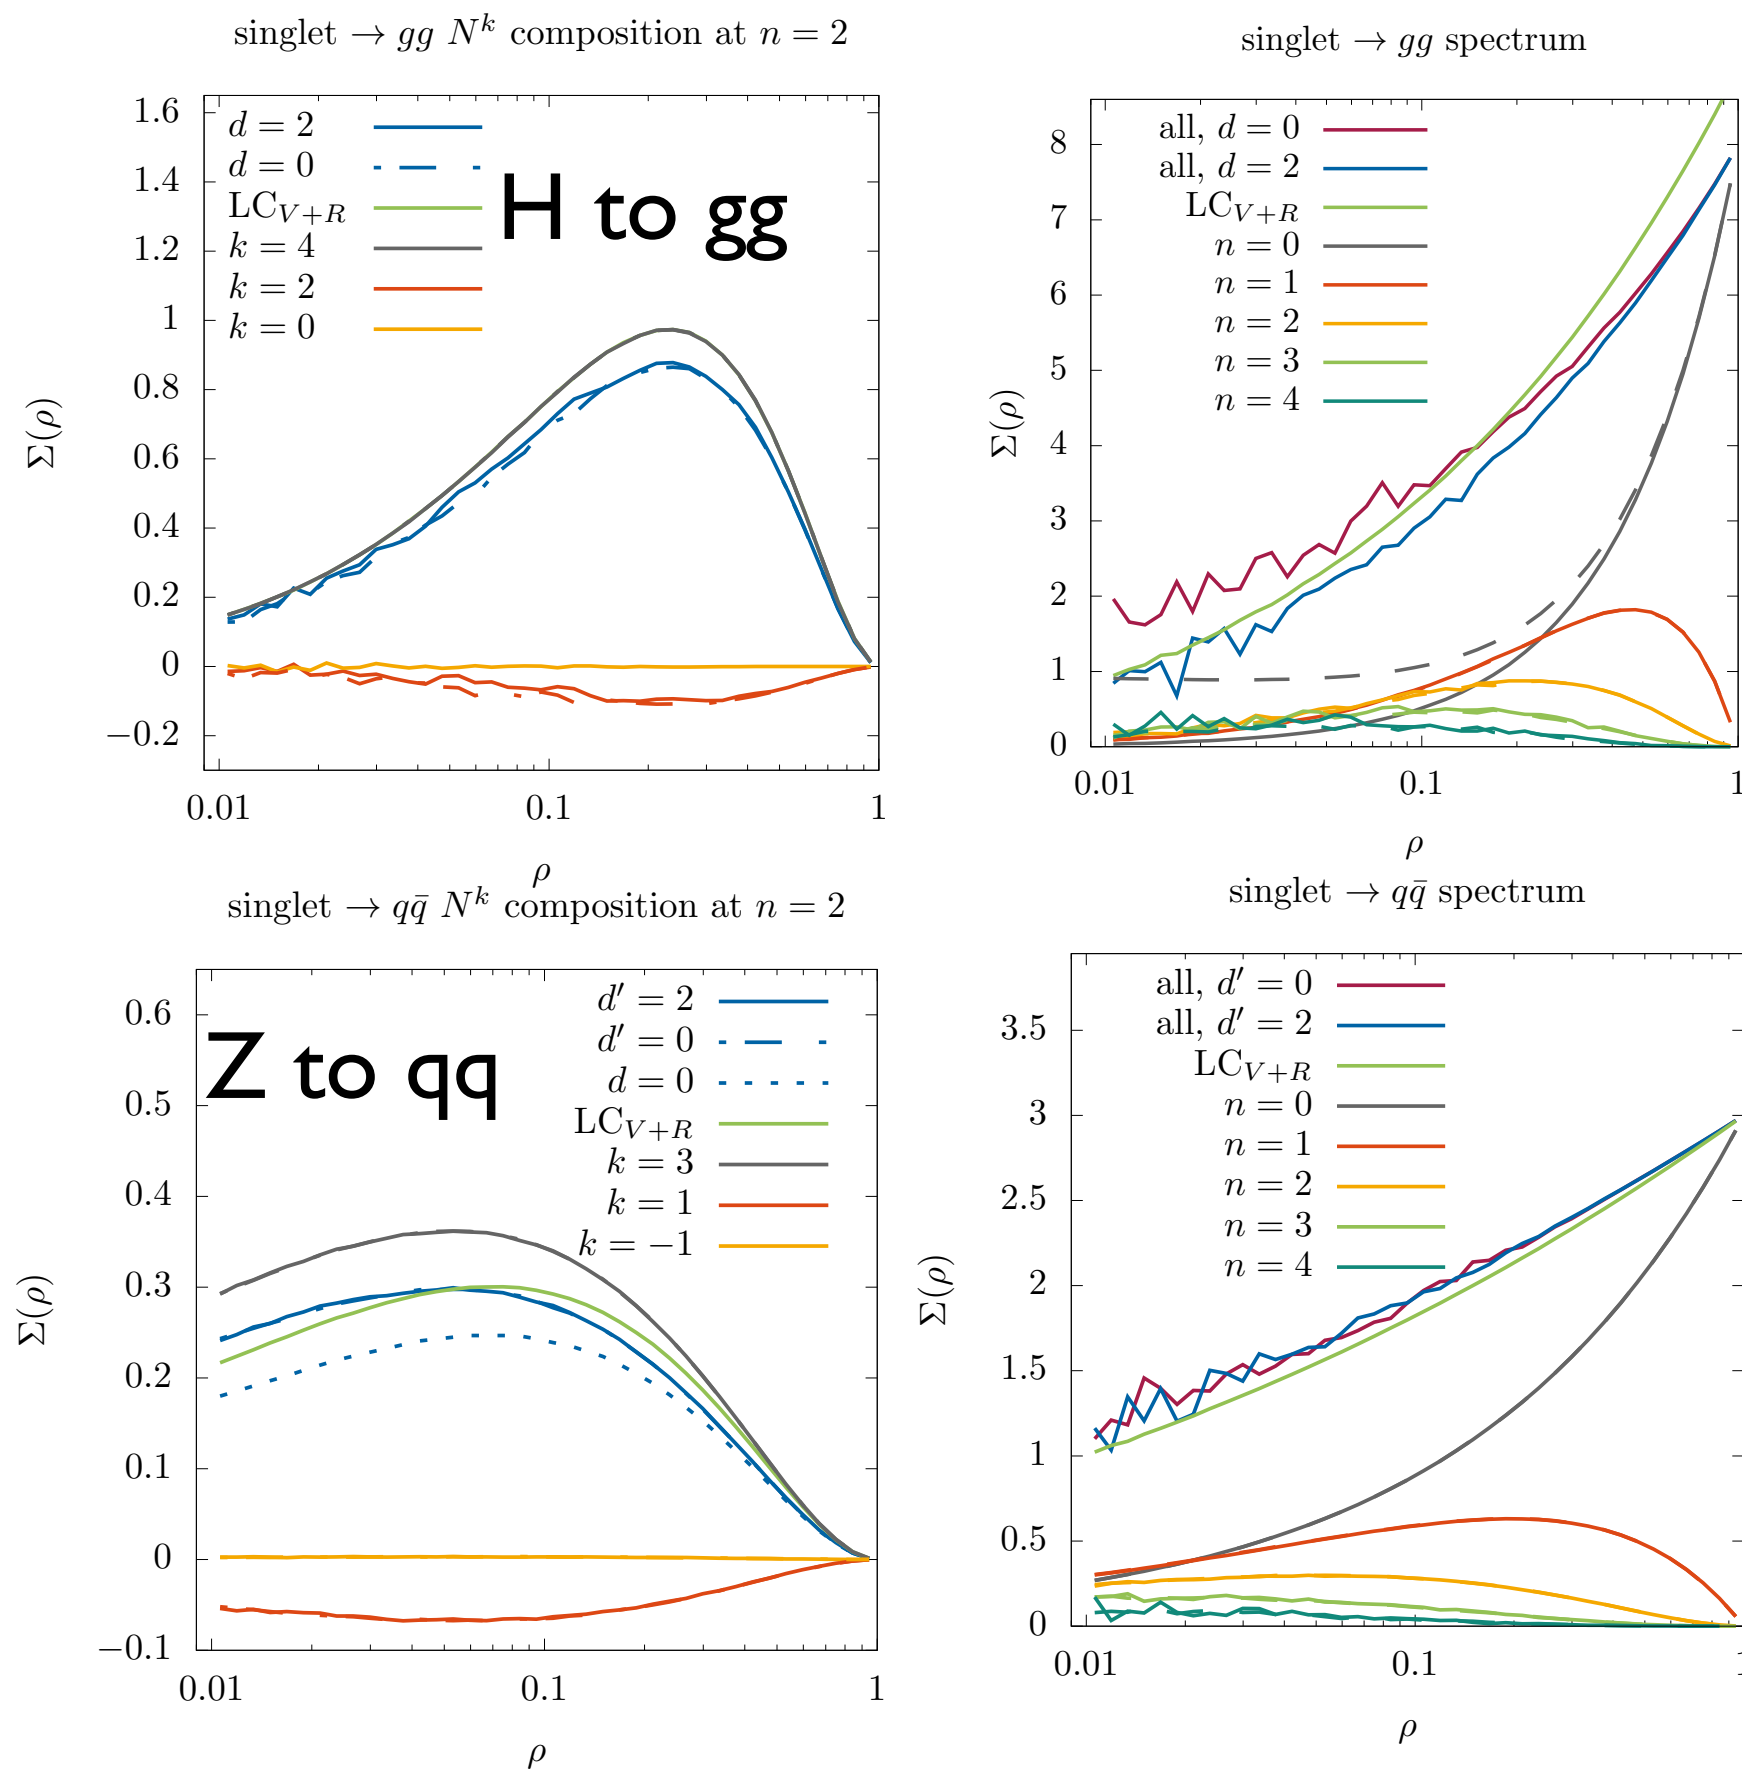 singlet → gg N^k composition at n = 2
1.6
1.4
1.2
1
0.8
0.6
0.4
0.2
0
−0.2
d = 2
d = 0
LC_{V+R}
k = 4
k = 2
k = 0
H to gg
Σ(ρ)
0.01 0.1 1
ρ
singlet → gg spectrum
8
7
6
5
4
3
2
1
0
all, d = 0
all, d = 2
LC_{V+R}
n = 0
n = 1
n = 2
n = 3
n = 4
Σ(ρ)
0.01 0.1 1
ρ
singlet → qq̄ N^k composition at n = 2
0.6
0.5
0.4
0.3
0.2
0.1
0
−0.1
Z to qq
d′ = 2
d′ = 0
d = 0
LC_{V+R}
k = 3
k = 1
k = −1
Σ(ρ)
0.01 0.1 1
ρ
singlet → qq̄ spectrum
3.5
3
2.5
2
1.5
1
0.5
0
all, d′ = 0
all, d′ = 2
LC_{V+R}
n = 0
n = 1
n = 2
n = 3
n = 4
Σ(ρ)
0.01 0.1 1
ρ